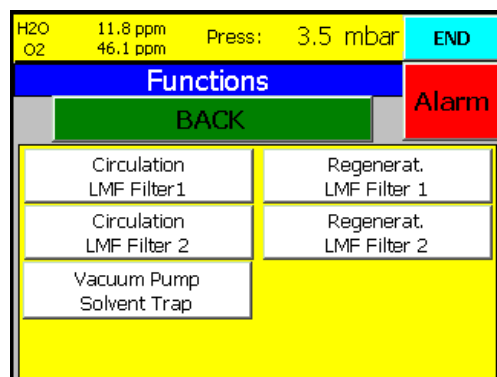 H2O 11.8 ppm Press: 3.5 mbar END
O2 46.1 ppm
Functions
Alarm
BACK
Circulation
LMF Filter1
Regenerat.
LMF Filter 1
Circulation
LMF Filter 2
Regenerat.
LMF Filter 2
Vacuum Pump
Solvent Trap